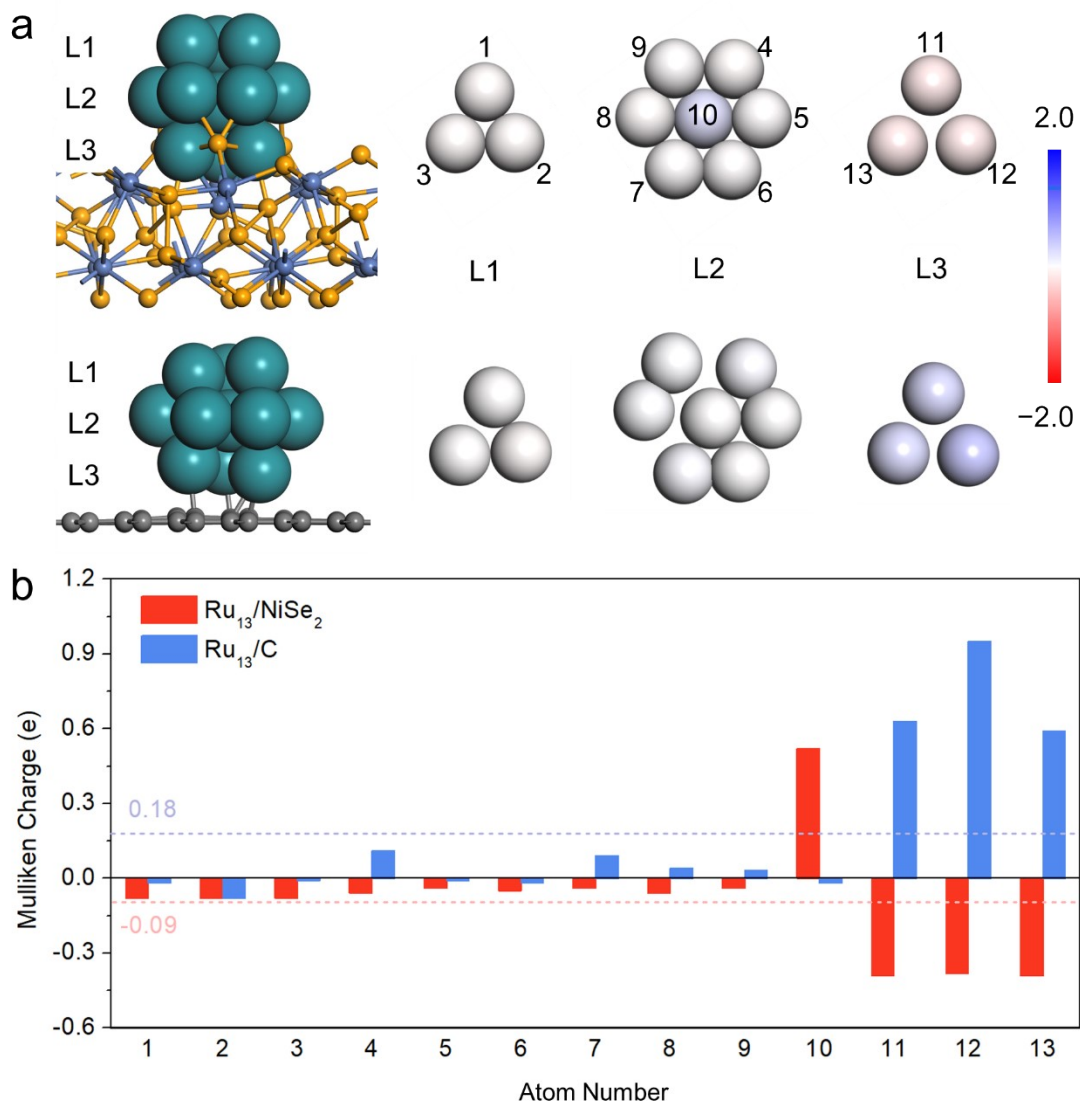 a
L1
L2
L3
1
3
2
9
4
8
10
5
7
6
11
13
12
2.0
−2.0
L1
L2
L3
L1
L2
L3
b
Ru₁₃/NiSe₂
Ru₁₃/C
Mulliken Charge (e)
1.2
0.9
0.6
0.3
0.0
-0.3
-0.6
0.18
-0.09
1 2 3 4 5 6 7 8 9 10 11 12 13
Atom Number